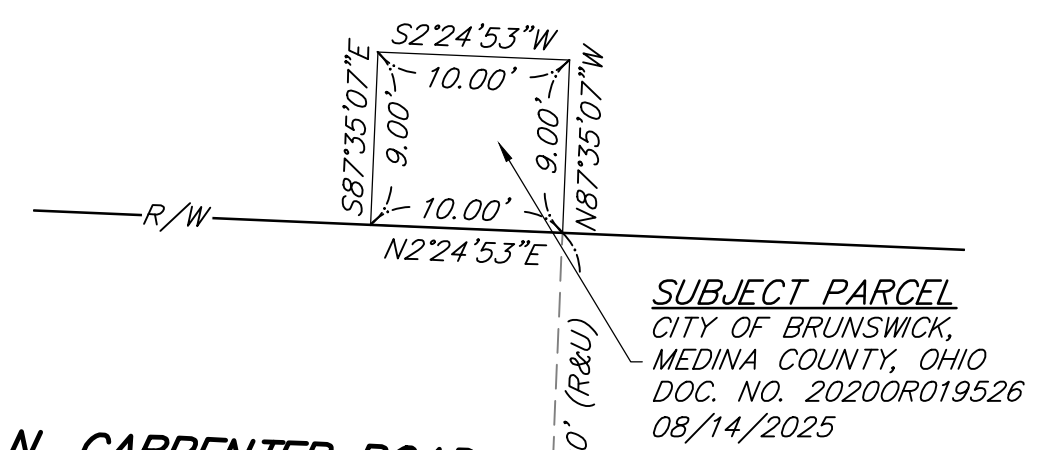 S2°24'53"W
S87°35'07"E
10.00'
N87°35'07"W
9.00'
9.00'
10.00'
R/W
N2°24'53"E
SUBJECT PARCEL
CITY OF BRUNSWICK,
MEDINA COUNTY, OHIO
DOC. NO. 2020OR019526
08/14/2025
0' (R&U)
N. CARPENTER ROAD